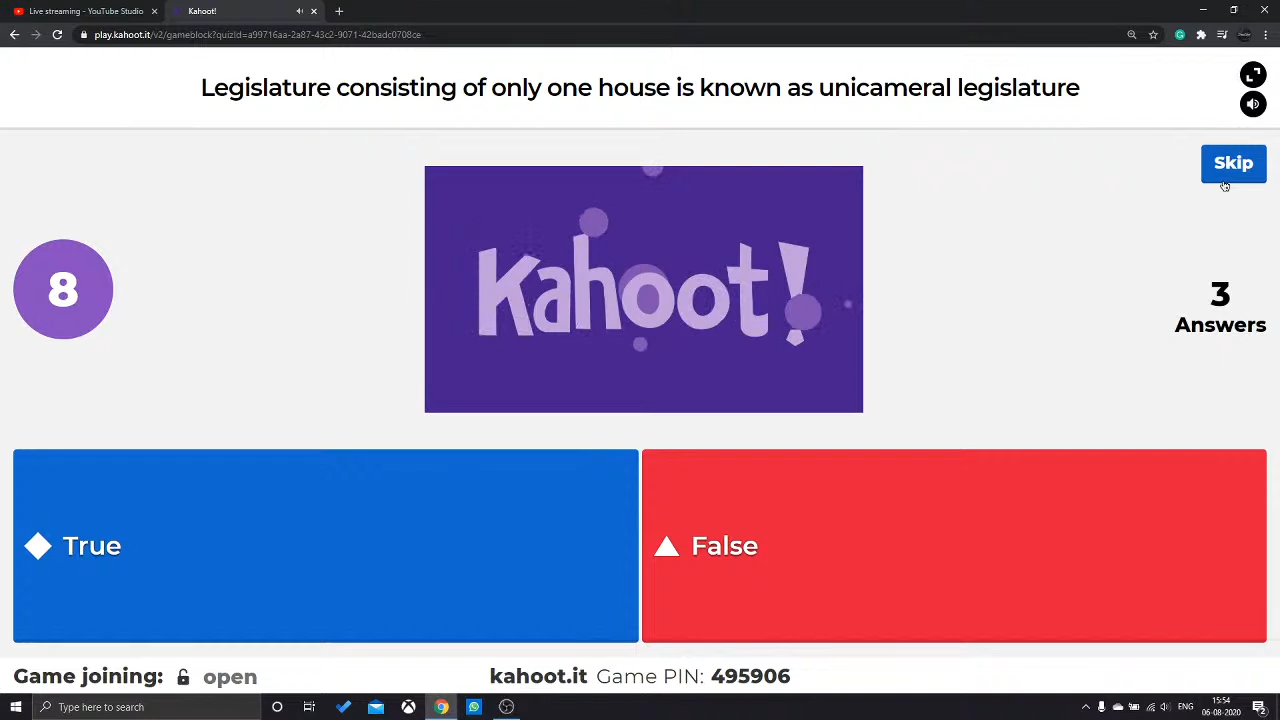 Live streaming - YouTube Studio
Kahoot!
play.kahoot.it/v2/gameblock?quizId=a99716aa-2a87-43c2-9071-42badc0708ce
Legislature consisting of only one house is known as unicameral legislature
Skip
8
Kahoot!
3
Answers
True
False
Game joining: open
kahoot.it Game PIN: 495906
Type here to search
ENG
15:54
06-08-2020
2